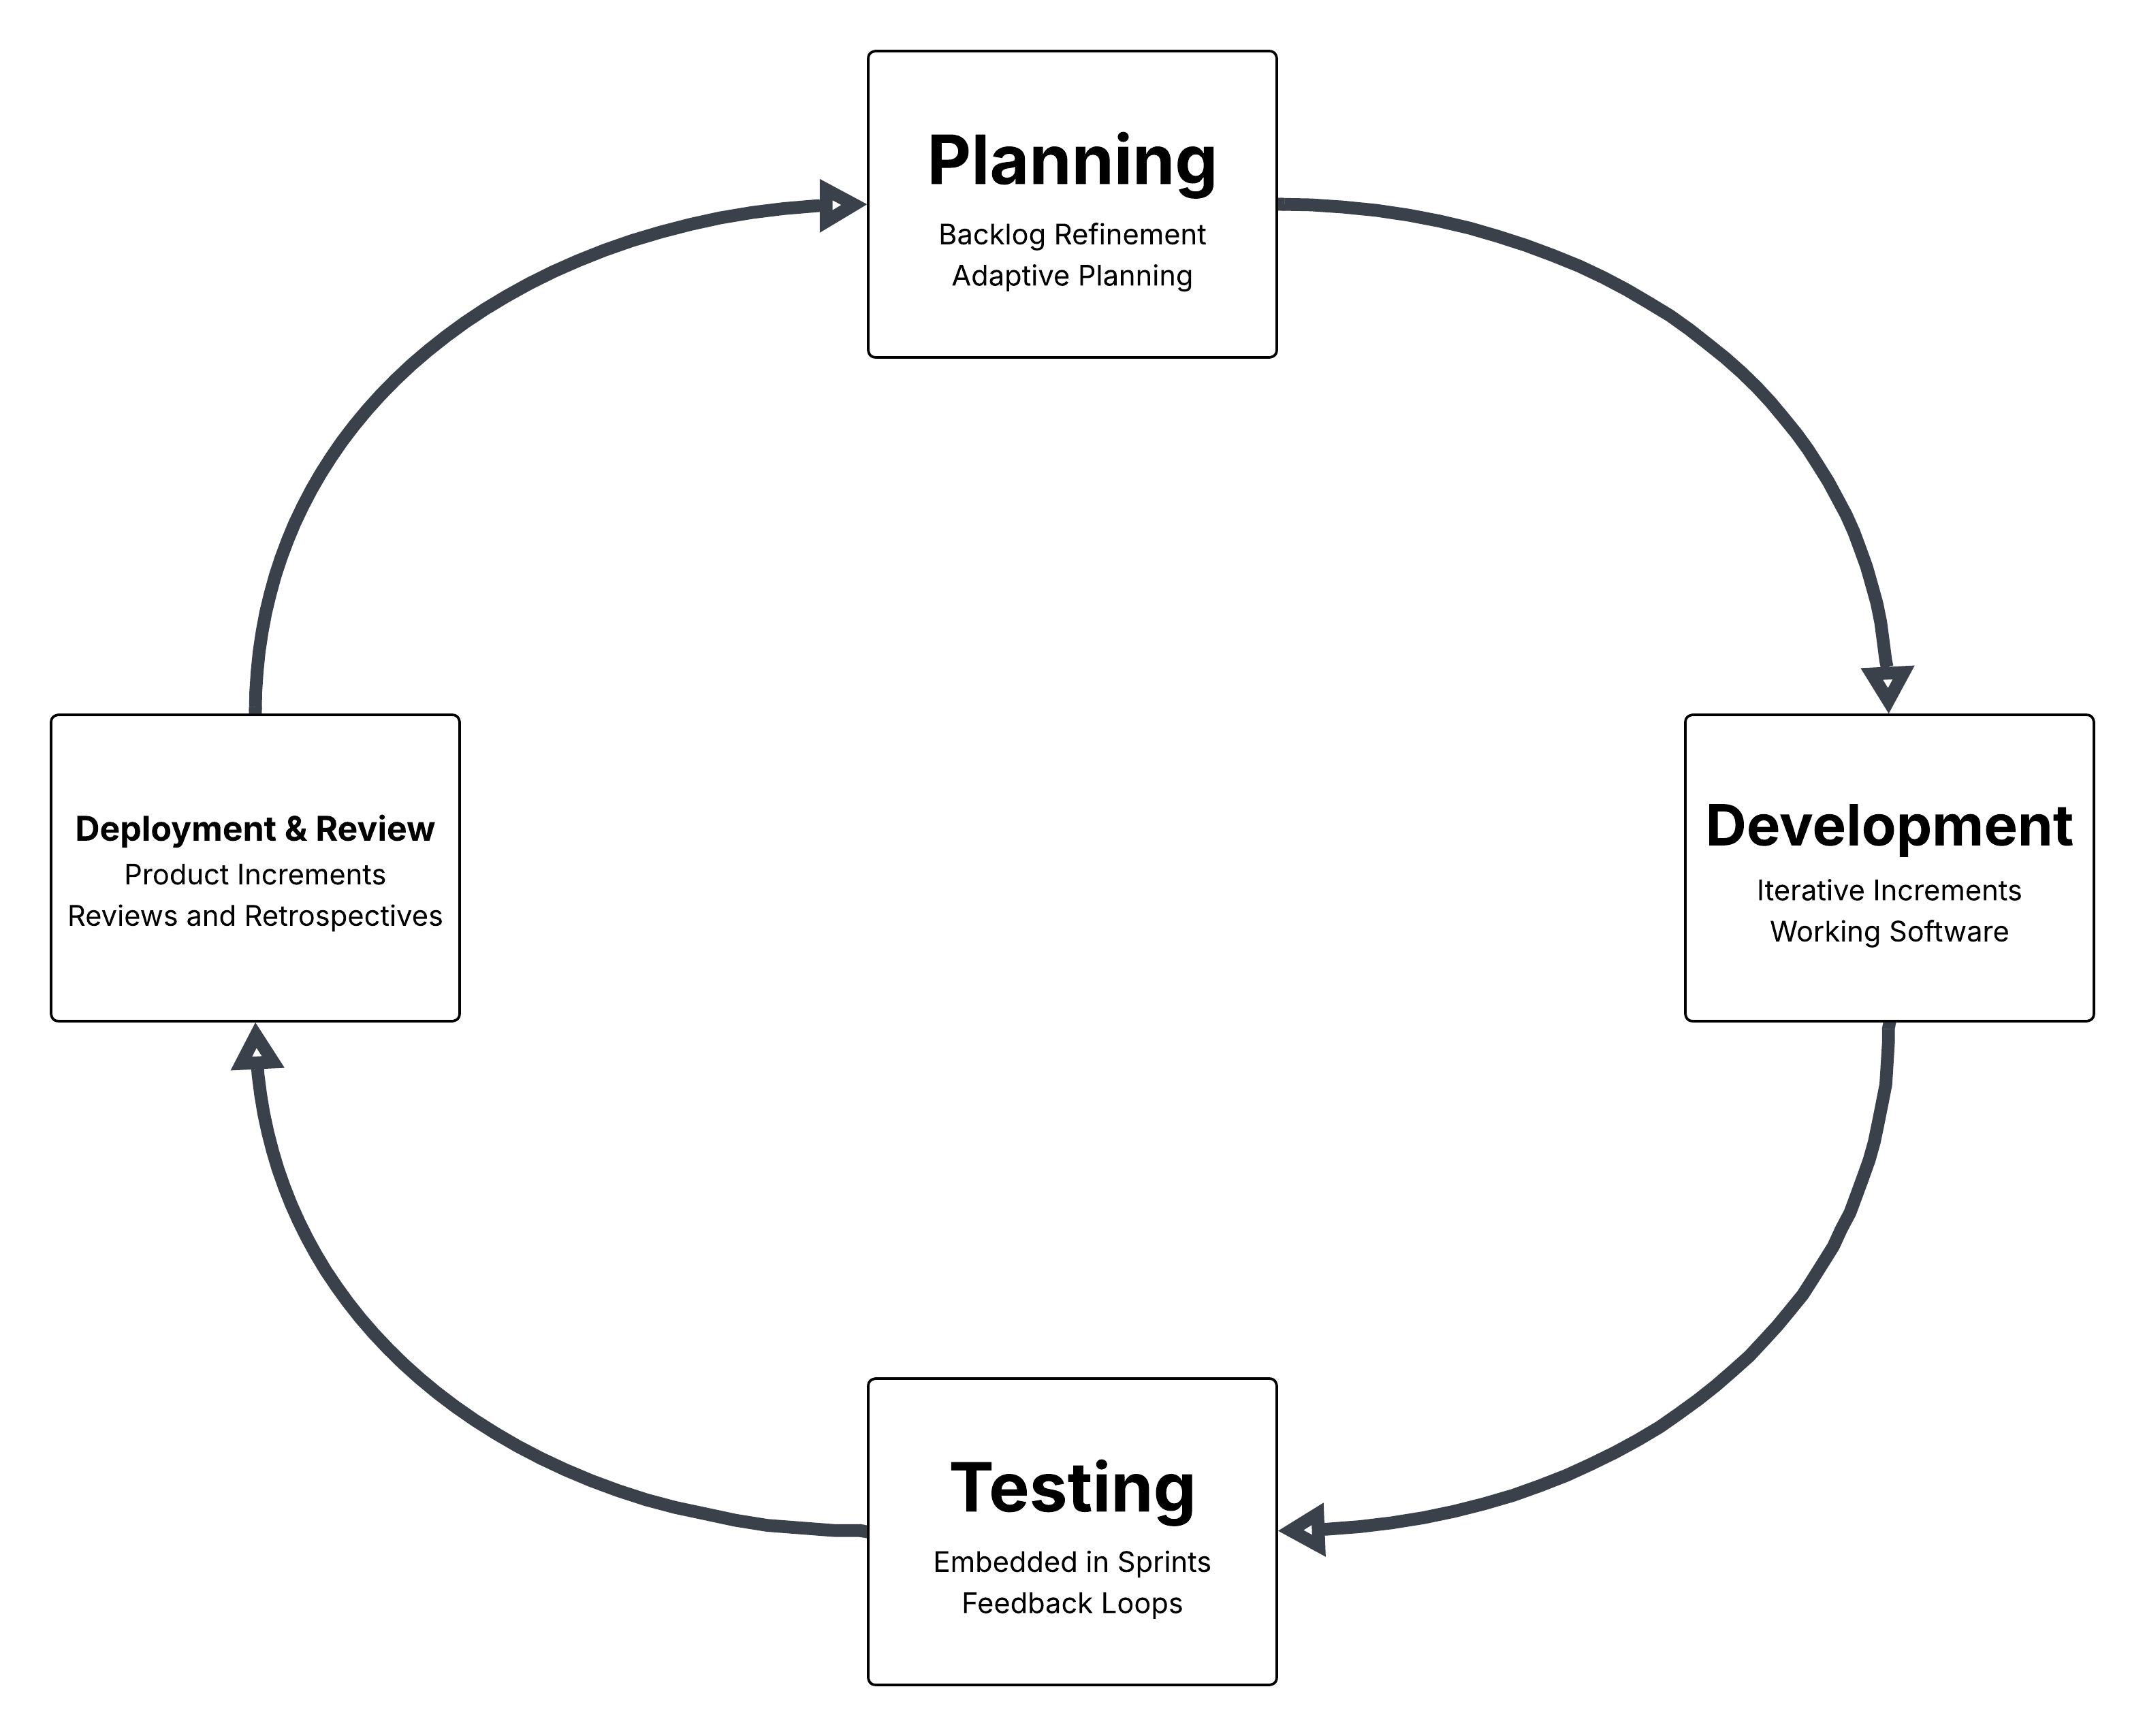 Planning
Backlog Refinement
Adaptive Planning
Deployment & Review
Product Increments
Reviews and Retrospectives
Development
Iterative Increments
Working Software
Testing
Embedded in Sprints
Feedback Loops